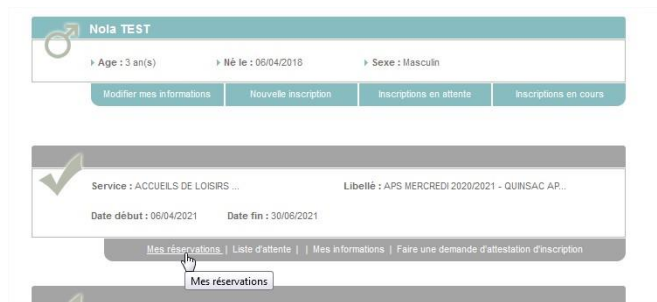 Nola TEST
Age : 3 an(s) Né le : 06/04/2018 Sexe : Masculin
Modifier mes informations Nouvelle inscription Inscriptions en attente Inscriptions en cours
Service : ACCUEILS DE LOISIRS ... Libellé : APS MERCREDI 2020/2021 - QUINSAC AP...
Date début : 06/04/2021 Date fin : 30/06/2021
Mes réservations | Liste d'attente | | Mes informations | Faire une demande d'attestation d'inscription
Mes réservations